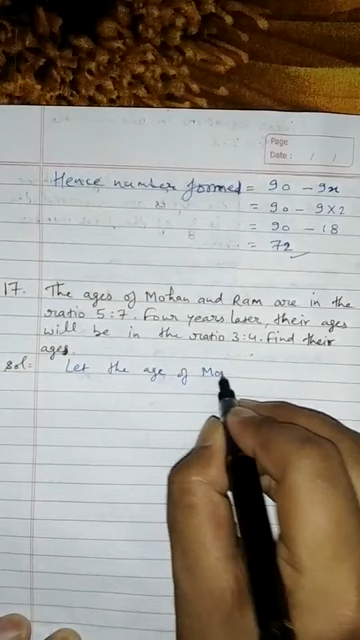 Page
Date : / /
Hence number formed = 90 - 9x
= 90 - 9×2
= 90 - 18
= 72
17. The ages of Mohan and Ram are in the
ratio 5:7. Four years later, their ages
will be in the ratio 3:4. Find their
ages.
Sol= Let the age of Mo